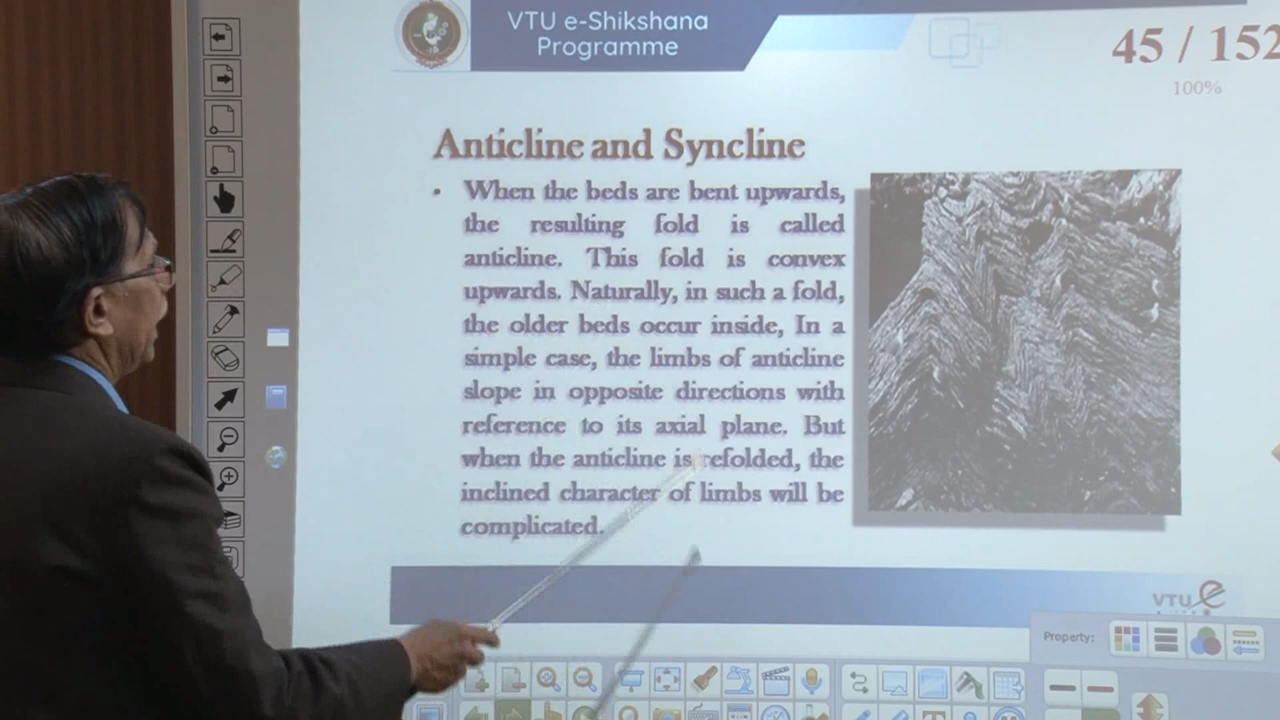 VTU e-Shikshana
Programme
45 / 152
100%
Anticline and Syncline
• When the beds are bent upwards,
the resulting fold is called
anticline. This fold is convex
upwards. Naturally, in such a fold,
the older beds occur inside, In a
simple case, the limbs of anticline
slope in opposite directions with
reference to its axial plane. But
when the anticline is refolded, the
inclined character of limbs will be
complicated.
VTU e
Property: